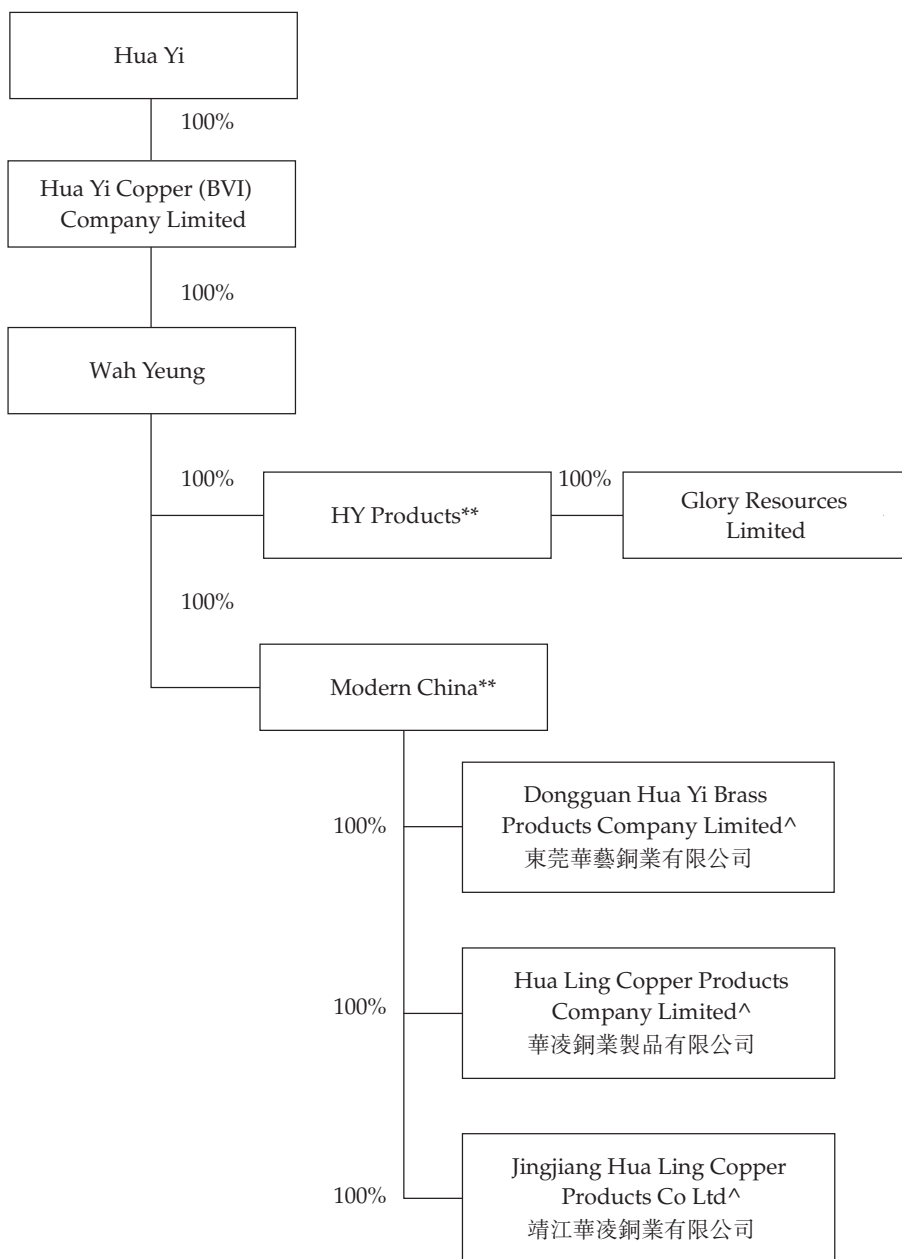 Hua Yi
100%
Hua Yi Copper (BVI)
Company Limited
100%
Wah Yeung
100%
HY Products**
100%
Glory Resources
Limited
100%
Modern China**
100%
Dongguan Hua Yi Brass
Products Company Limited^
東莞華藝銅業有限公司
100%
Hua Ling Copper Products
Company Limited^
華凌銅業製品有限公司
100%
Jingjiang Hua Ling Copper
Products Co Ltd^
靖江華凌銅業有限公司